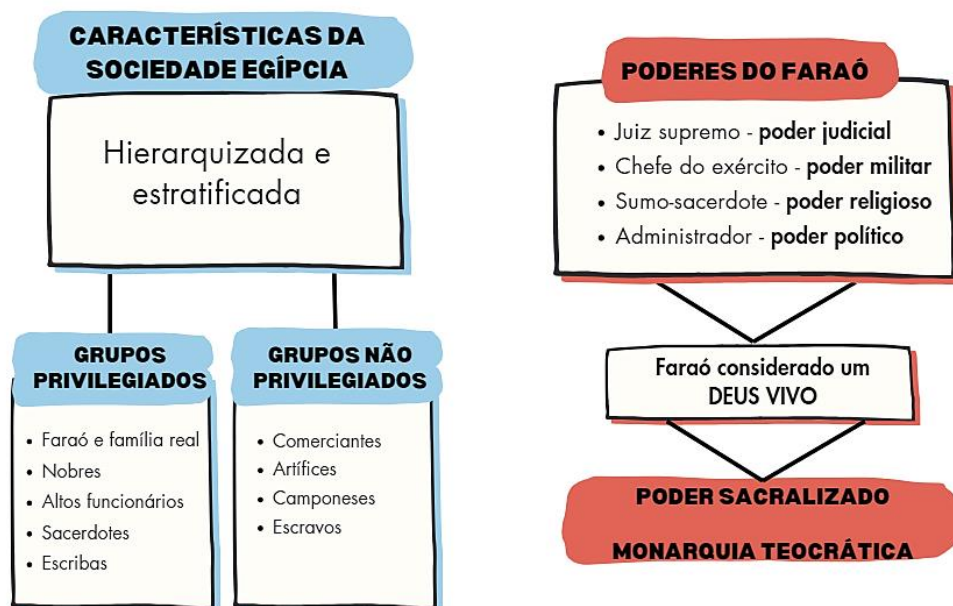 CARACTERÍSTICAS DA
SOCIEDADE EGÍPCIA
Hierarquizada e
estratificada
GRUPOS
PRIVILEGIADOS
• Faraó e família real
• Nobres
• Altos funcionários
• Sacerdotes
• Escribas
GRUPOS NÃO
PRIVILEGIADOS
• Comerciantes
• Artífices
• Camponeses
• Escravos
PODERES DO FARAÓ
• Juiz supremo - poder judicial
• Chefe do exército - poder militar
• Sumo-sacerdote - poder religioso
• Administrador - poder político
Faraó considerado um
DEUS VIVO
PODER SACRALIZADO
MONARQUIA TEOCRÁTICA